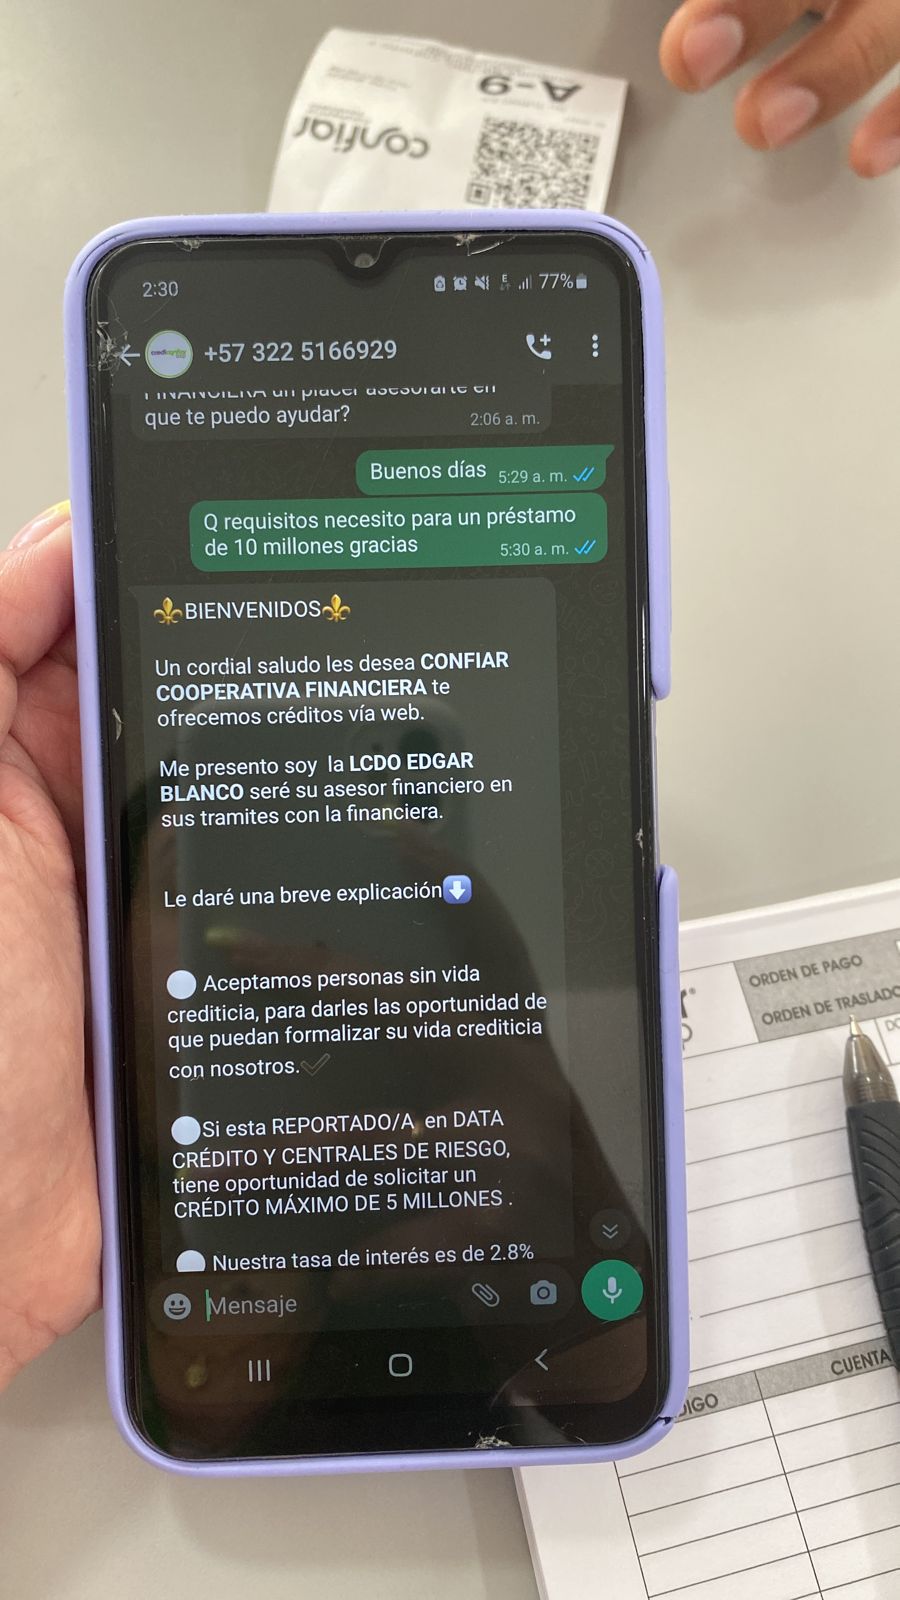 A-9
confiar
2:30
77%
crediconfiar
+57 322 5166929
FINANCIERA un placer asesorarte en
que te puedo ayudar?
2:06 a. m.
Buenos días
5:29 a. m.
Q requisitos necesito para un préstamo
de 10 millones gracias
5:30 a. m.
⚜️BIENVENIDOS⚜️
Un cordial saludo les desea CONFIAR
COOPERATIVA FINANCIERA te
ofrecemos créditos vía web.
Me presento soy la LCDO EDGAR
BLANCO seré su asesor financiero en
sus tramites con la financiera.
Le daré una breve explicación⬇️
⚪ Aceptamos personas sin vida
crediticia, para darles las oportunidad de
que puedan formalizar su vida crediticia
con nosotros.✔️
⚪Si esta REPORTADO/A en DATA
CRÉDITO Y CENTRALES DE RIESGO,
tiene oportunidad de solicitar un
CRÉDITO MÁXIMO DE 5 MILLONES .
⚪ Nuestra tasa de interés es de 2.8%
Mensaje
ORDEN DE PAGO
ORDEN DE TRASLADO
CUENTA